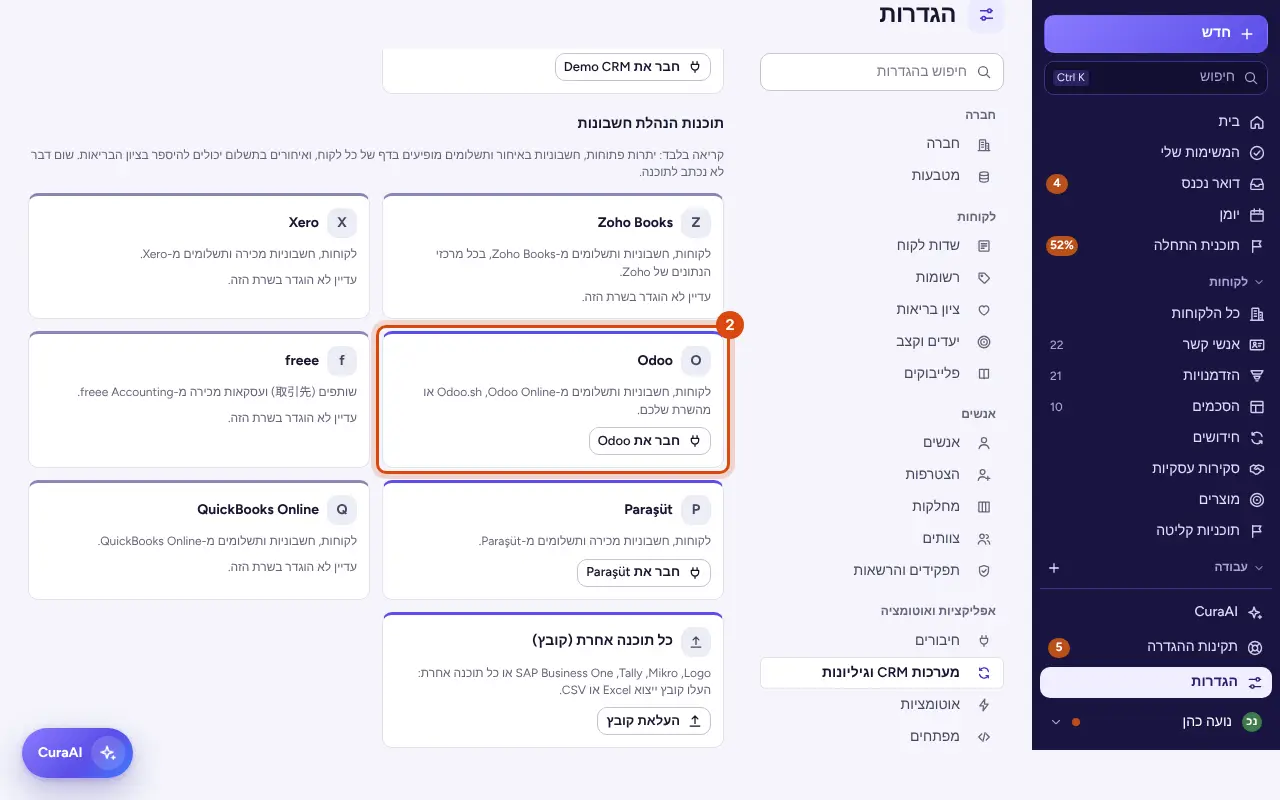 חדש
חיפוש
Ctrl K
בית
המשימות שלי
דואר נכנס
4
יומן
תוכנית התחלה
52%
לקוחות
כל הלקוחות
אנשי קשר
22
הזדמנויות
21
הסכמים
10
חידושים
סקירות עסקיות
מוצרים
תוכניות קליטה
עבודה
CuraAI
תקינות ההגדרה
5
הגדרות
נועה כהן
נכ
הגדרות
חיפוש בהגדרות
חברה
חברה
מטבעות
לקוחות
שדות לקוח
רשומות
ציון בריאות
יעדים וקצב
פלייבוקים
אנשים
אנשים
הצטרפות
מחלקות
צוותים
תפקידים והרשאות
אפליקציות ואוטומציה
חיבורים
מערכות CRM וגיליונות
אוטומציות
מפתחים
חבר את Demo CRM
תוכנות הנהלת חשבונות
קריאה בלבד: יתרות פתוחות, חשבוניות באיחור ותשלומים מופיעים בדף של כל לקוח, ואיחורים בתשלום יכולים להיספר בציון הבריאות. שום דבר
לא נכתב לתוכנה.
Z
Zoho Books
לקוחות, חשבוניות ותשלומים מ-Zoho Books, בכל מרכזי
הנתונים של Zoho.
עדיין לא הוגדר בשרת הזה.
X
Xero
לקוחות, חשבוניות מכירה ותשלומים מ-Xero.
עדיין לא הוגדר בשרת הזה.
2
O
Odoo
לקוחות, חשבוניות ותשלומים מ-Odoo Online, Odoo.sh או
מהשרת שלכם.
חבר את Odoo
f
freee
שותפים (取引先) ועסקאות מכירה מ-freee Accounting.
עדיין לא הוגדר בשרת הזה.
P
Paraşüt
לקוחות, חשבוניות מכירה ותשלומים מ-Paraşüt.
חבר את Paraşüt
Q
QuickBooks Online
לקוחות, חשבוניות ותשלומים מ-QuickBooks Online.
עדיין לא הוגדר בשרת הזה.
כל תוכנה אחרת (קובץ)
Logo, Mikro, Tally, SAP Business One או כל תוכנה אחרת:
העלו קובץ ייצוא Excel או CSV.
העלאת קובץ
CuraAI